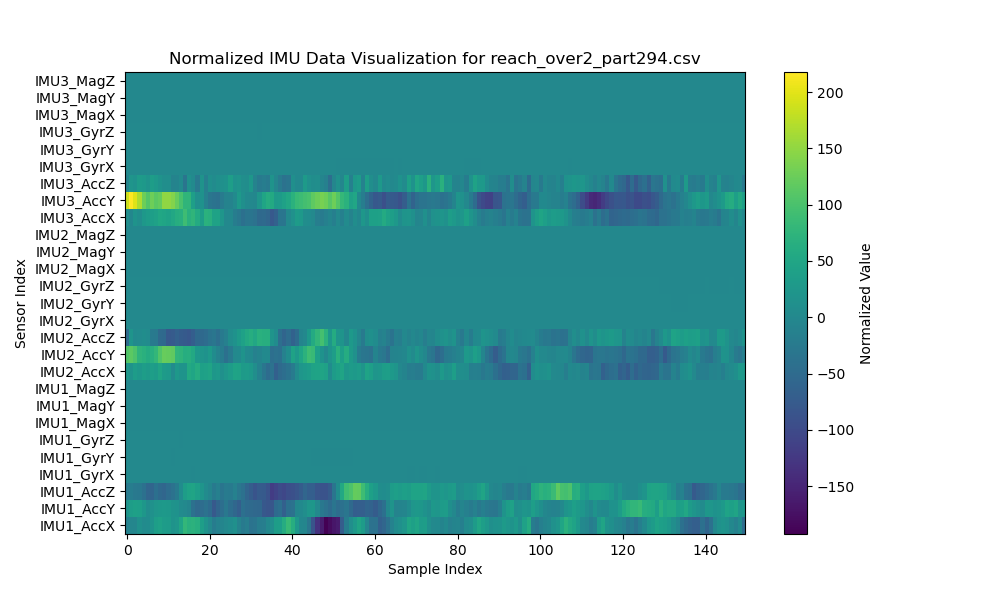 Normalized IMU Data Visualization for reach_over2_part294.csv
IMU3_MagZ
IMU3_MagY
IMU3_MagX
IMU3_GyrZ
IMU3_GyrY
IMU3_GyrX
IMU3_AccZ
IMU3_AccY
IMU3_AccX
IMU2_MagZ
IMU2_MagY
IMU2_MagX
IMU2_GyrZ
IMU2_GyrY
IMU2_GyrX
IMU2_AccZ
IMU2_AccY
IMU2_AccX
IMU1_MagZ
IMU1_MagY
IMU1_MagX
IMU1_GyrZ
IMU1_GyrY
IMU1_GyrX
IMU1_AccZ
IMU1_AccY
IMU1_AccX
Sensor Index
0 20 40 60 80 100 120 140
Sample Index
200
150
100
50
0
−50
−100
−150
Normalized Value